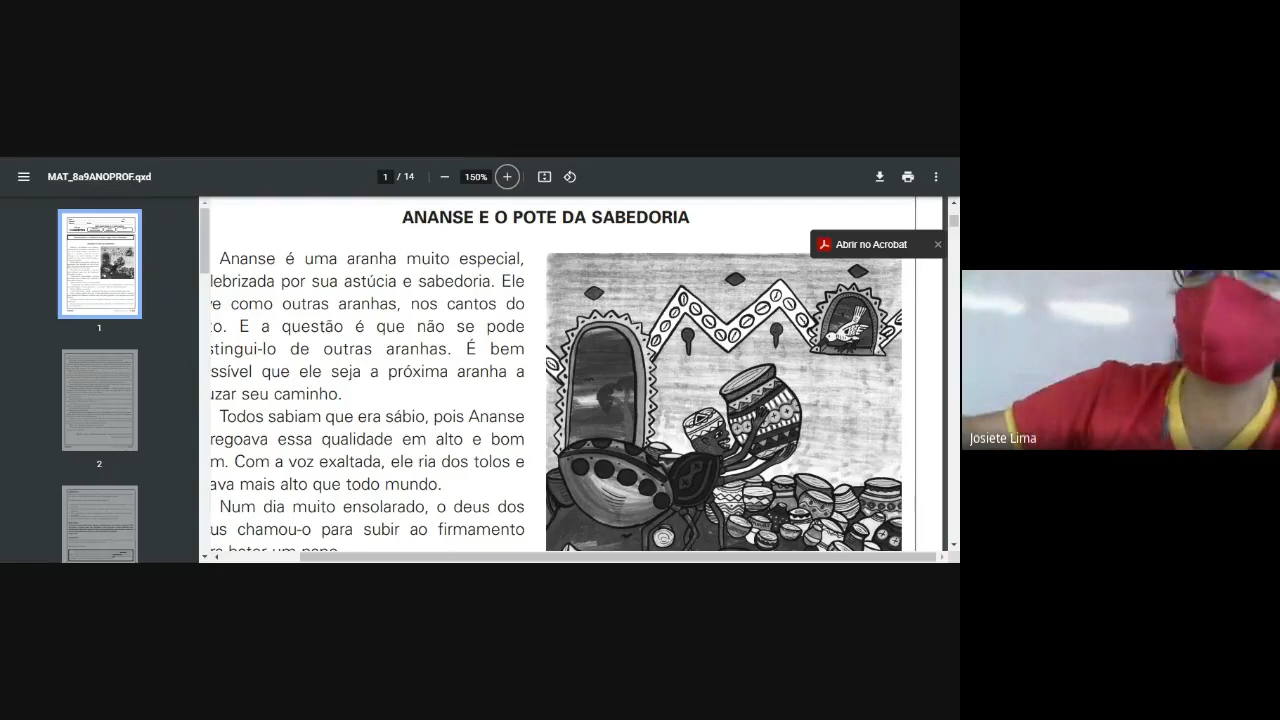 MAT_8a9ANOPROF.qxd
1 / 14
150%
ANANSE E O POTE DA SABEDORIA
Abrir no Acrobat
Ananse é uma aranha muito especial,
lebrizada por sua astúcia e sabedoria. Ele
e como outras aranhas, nos cantos do
to. E a questão é que não se pode
stingui-lo de outras aranhas. É bem
ssível que ele seja a próxima aranha a
uzar seu caminho.
Todos sabiam que era sábio, pois Ananse
regoava essa qualidade em alto e bom
m. Com a voz exaltada, ele ria dos tolos e
ava mais alto que todo mundo.
Num dia muito ensolarado, o deus dos
us chamou-o para subir ao firmamento
bater um papo
1
2
Josiete Lima